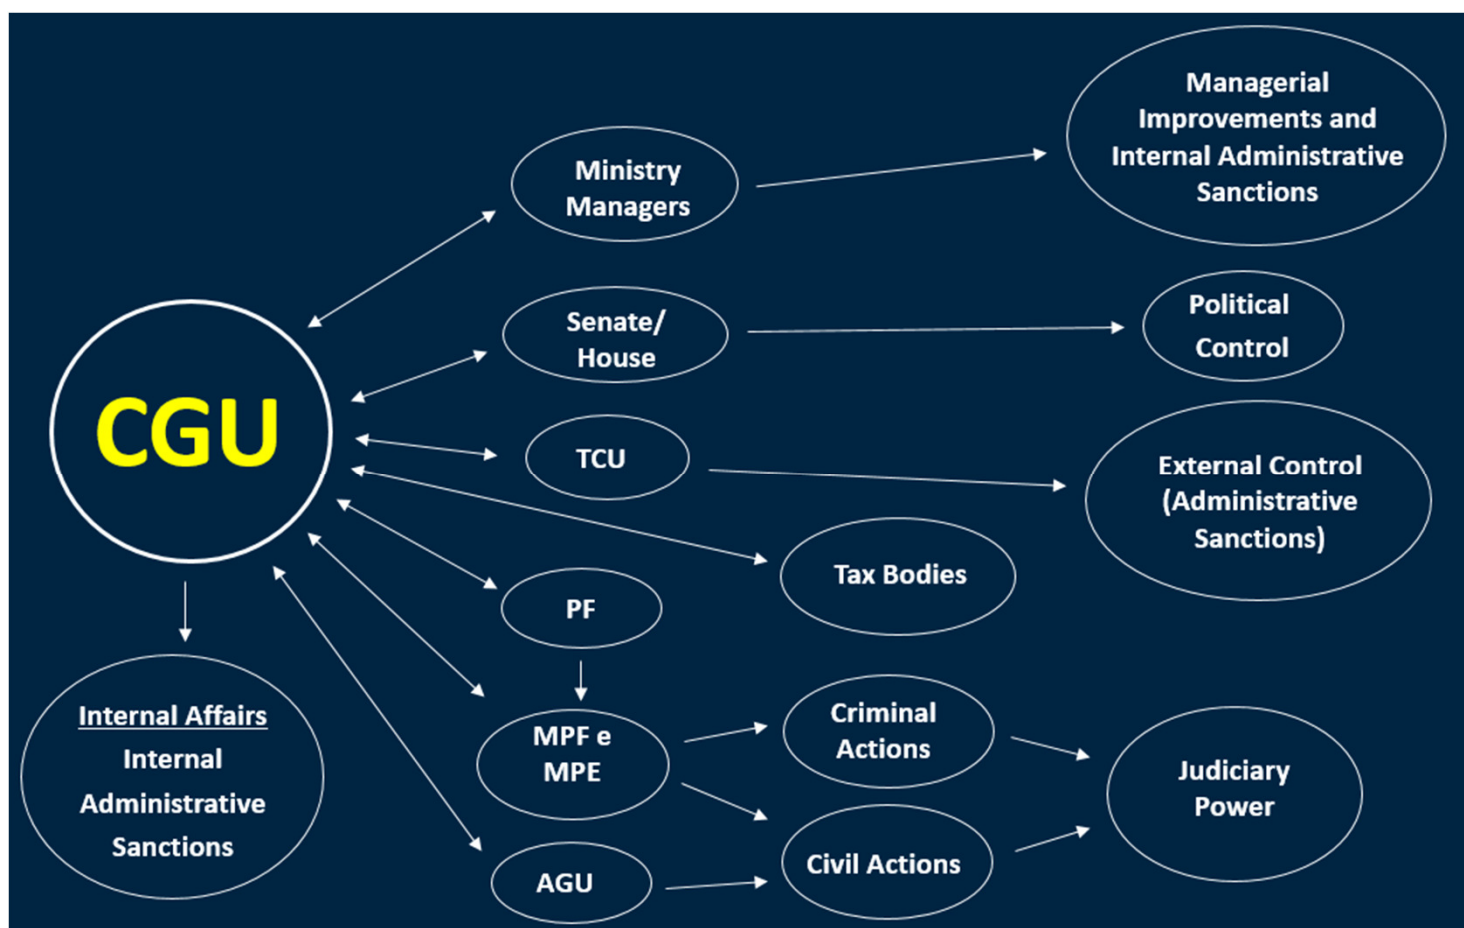 Managerial
Improvements and
Internal Administrative
Sanctions
Ministry
Managers
Senate/
House
Political
Control
CGU
TCU
External Control
(Administrative
Sanctions)
Tax Bodies
PF
Internal Affairs
Internal
Administrative
Sanctions
MPF e
MPE
Criminal
Actions
Judiciary
Power
Civil Actions
AGU